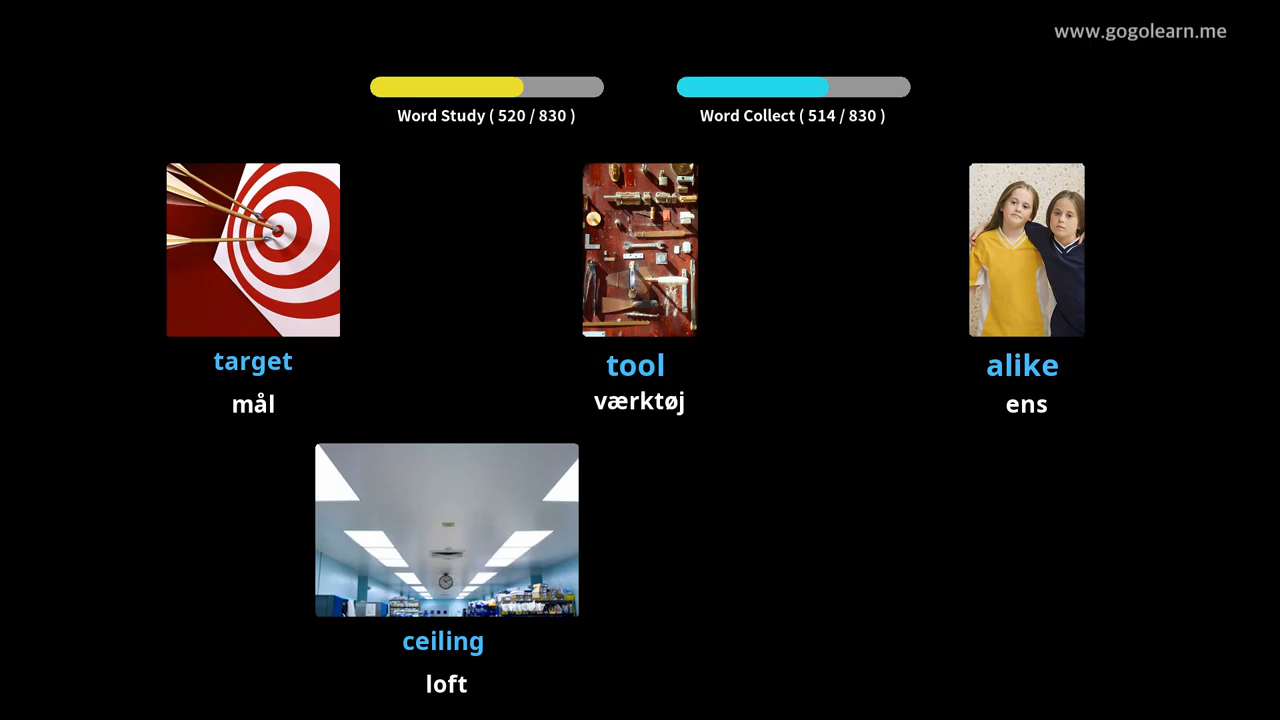 www.gogolearn.me
Word Study ( 520 / 830 )
Word Collect ( 514 / 830 )
target
tool
alike
mål
værktøj
ens
ceiling
loft